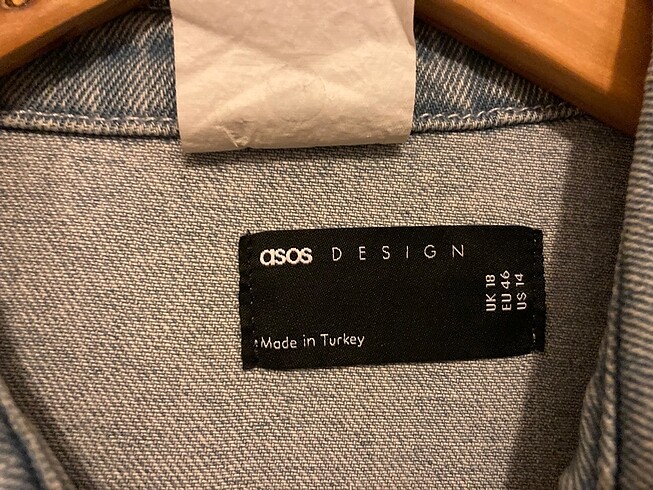 asos DESIGN
UK 18
EU 46
US 14
Made in Turkey